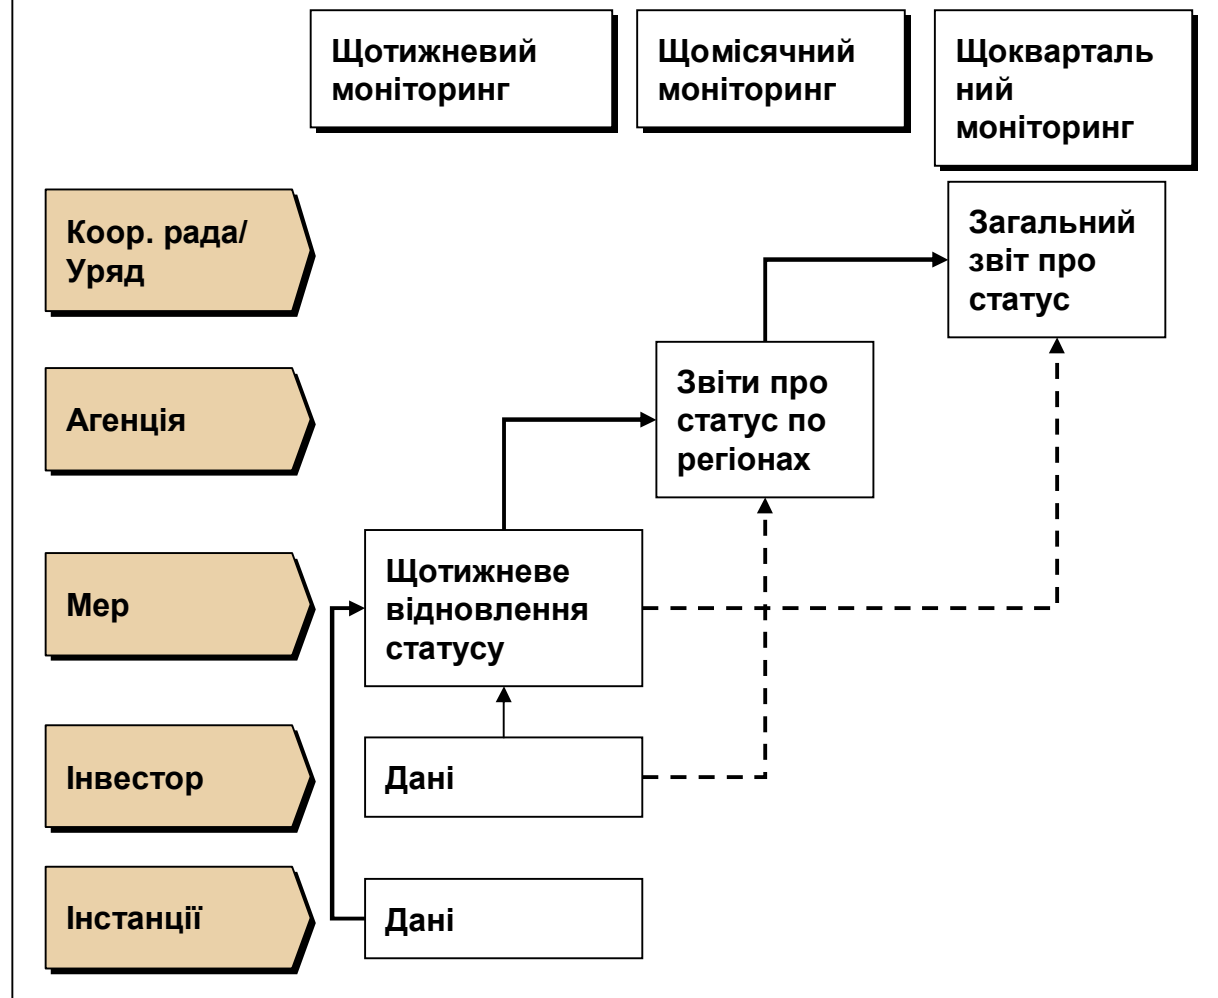 Щотижневий
моніторинг
Щомісячний
моніторинг
Щокварталь
ний
моніторинг
Коор. рада/
Уряд
Загальний
звіт про
статус
Агенція
Звіти про
статус по
регіонах
Мер
Щотижневе
відновлення
статусу
Інвестор
Дані
Інстанції
Дані